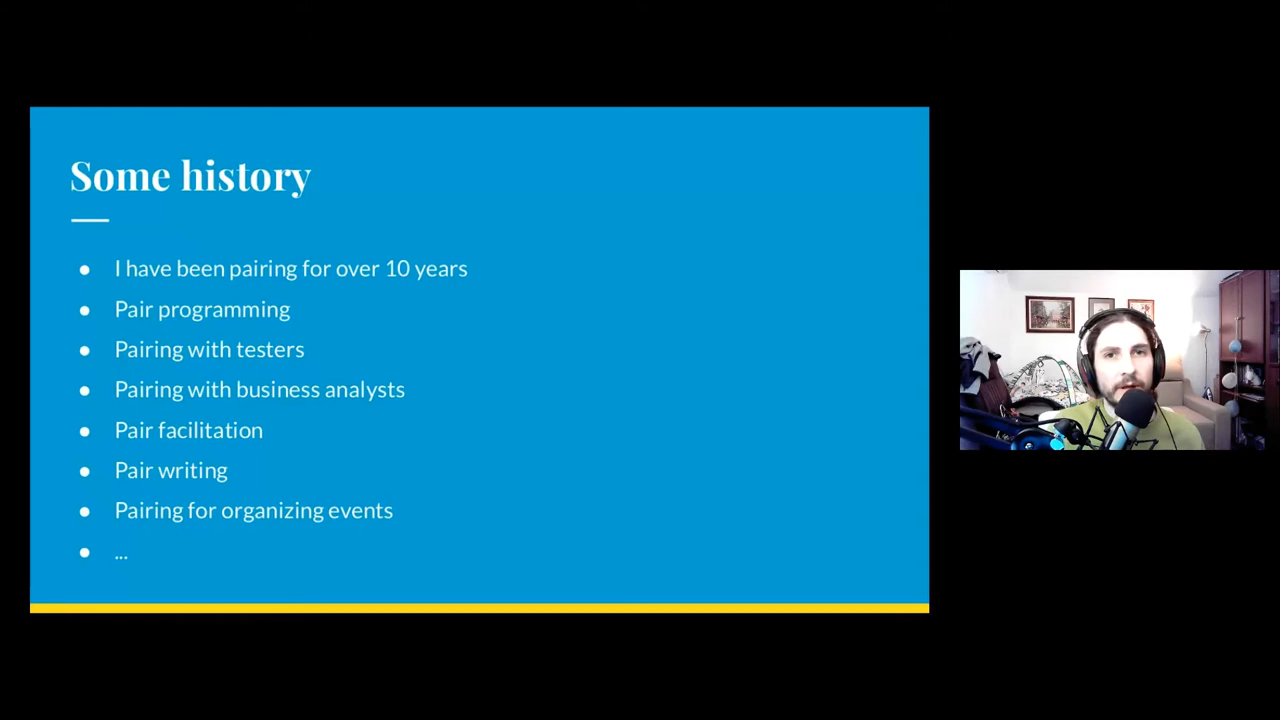 Some history
● I have been pairing for over 10 years
● Pair programming
● Pairing with testers
● Pairing with business analysts
● Pair facilitation
● Pair writing
● Pairing for organizing events
● ...